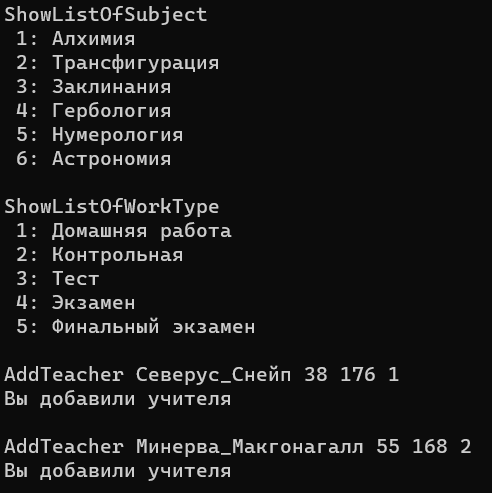 ShowListOfSubject
1: Алхимия
2: Трансфигурация
3: Заклинания
4: Гербология
5: Нумерология
6: Астрономия
ShowListOfWorkType
1: Домашняя работа
2: Контрольная
3: Тест
4: Экзамен
5: Финальный экзамен
AddTeacher Северус_Снейп 38 176 1
Вы добавили учителя
AddTeacher Минерва_Макгонагалл 55 168 2
Вы добавили учителя